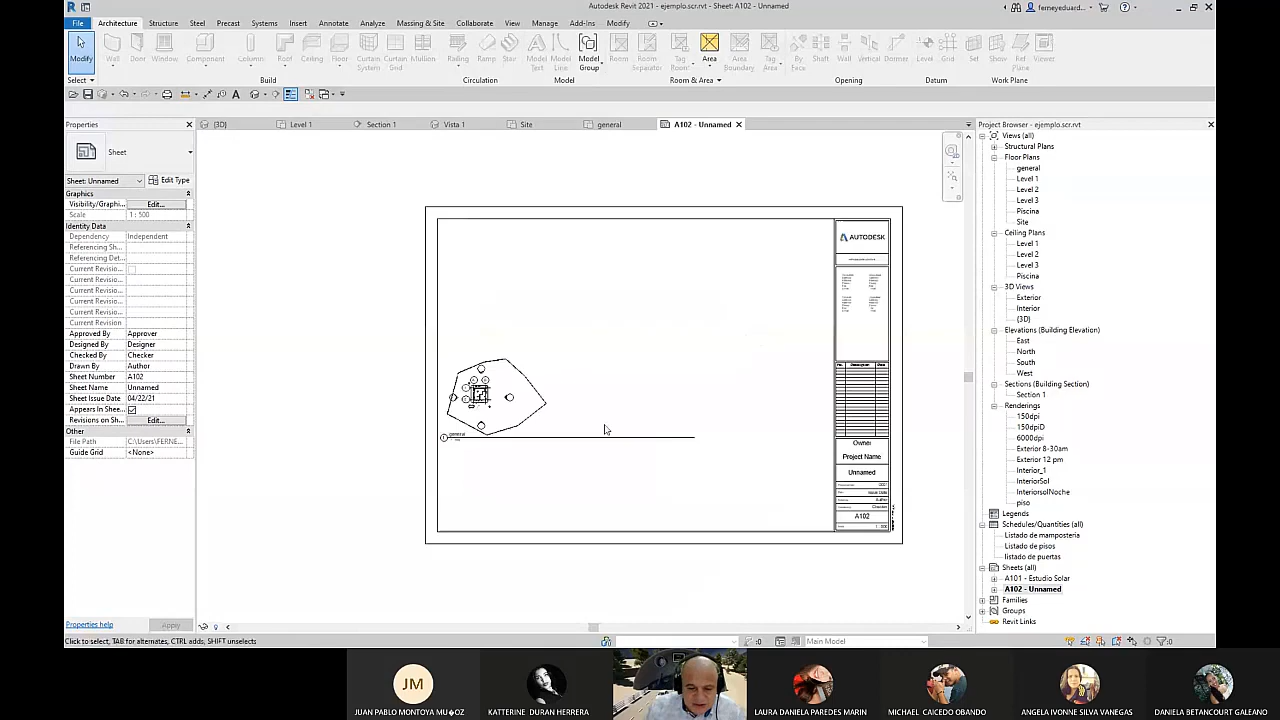 Autodesk Revit 2021 - ejemplo.scr.rvt - Sheet: A102 - Unnamed
ferneyeduard...
File Architecture Structure Steel Precast Systems Insert Annotate Analyze Massing & Site Collaborate View Manage Add-Ins Modify
Modify Wall Door Window Component Column Roof Ceiling Floor Curtain System Curtain Grid Mullion Railing Ramp Stair Model Text Model Line Model Group Room Room Separator Tag Room Area Area Boundary Tag Area By Face Shaft Wall Vertical Dormer Level Grid Set Show Ref Plane Viewer
Select Build Circulation Model Room & Area Opening Datum Work Plane
Properties
{3D} Level 1 Section 1 Vista 1 Site general A102 - Unnamed
Project Browser - ejemplo.scr.rvt
Sheet
Sheet: Unnamed Edit Type
Graphics
Visibility/Graphi... Edit...
Scale 1 : 500
Identity Data
Dependency Independent
Referencing Sh...
Referencing Det...
Current Revisio...
Current Revisio...
Current Revisio...
Current Revisio...
Current Revisio...
Current Revision
Approved By Approver
Designed By Designer
Checked By Checker
Drawn By Author
Sheet Number A102
Sheet Name Unnamed
Sheet Issue Date 04/22/21
Appears In Shee...
Revisions on Sh... Edit...
Other
File Path C:\Users\FERNE...
Guide Grid <None>
Properties help Apply
general
AUTODESK
No. Description Date
Owner
Project Name
Unnamed
A102
Views (all)
Structural Plans
Floor Plans
general
Level 1
Level 2
Level 3
Piscina
Site
Ceiling Plans
Level 1
Level 2
Level 3
Piscina
3D Views
Exterior
Interior
{3D}
Elevations (Building Elevation)
East
North
South
West
Sections (Building Section)
Section 1
Renderings
150dpi
150dpiD
6000dpi
Exterior 8-30am
Exterior 12 pm
Interior_1
InteriorSol
InteriorsolNoche
piso
Legends
Schedules/Quantities (all)
Listado de mamposteria
Listado de pisos
listado de puertas
Sheets (all)
A101 - Estudio Solar
A102 - Unnamed
Families
Groups
Revit Links
Click to select, TAB for alternates, CTRL adds, SHIFT unselects
:0 Main Model :0
JM
JUAN PABLO MONTOYA MU�OZ
KATTERINE DURAN HERRERA
LAURA DANIELA PAREDES MARIN
MICHAEL CAICEDO OBANDO
ANGELA IVONNE SILVA VANEGAS
DANIELA BETANCOURT GALEANO